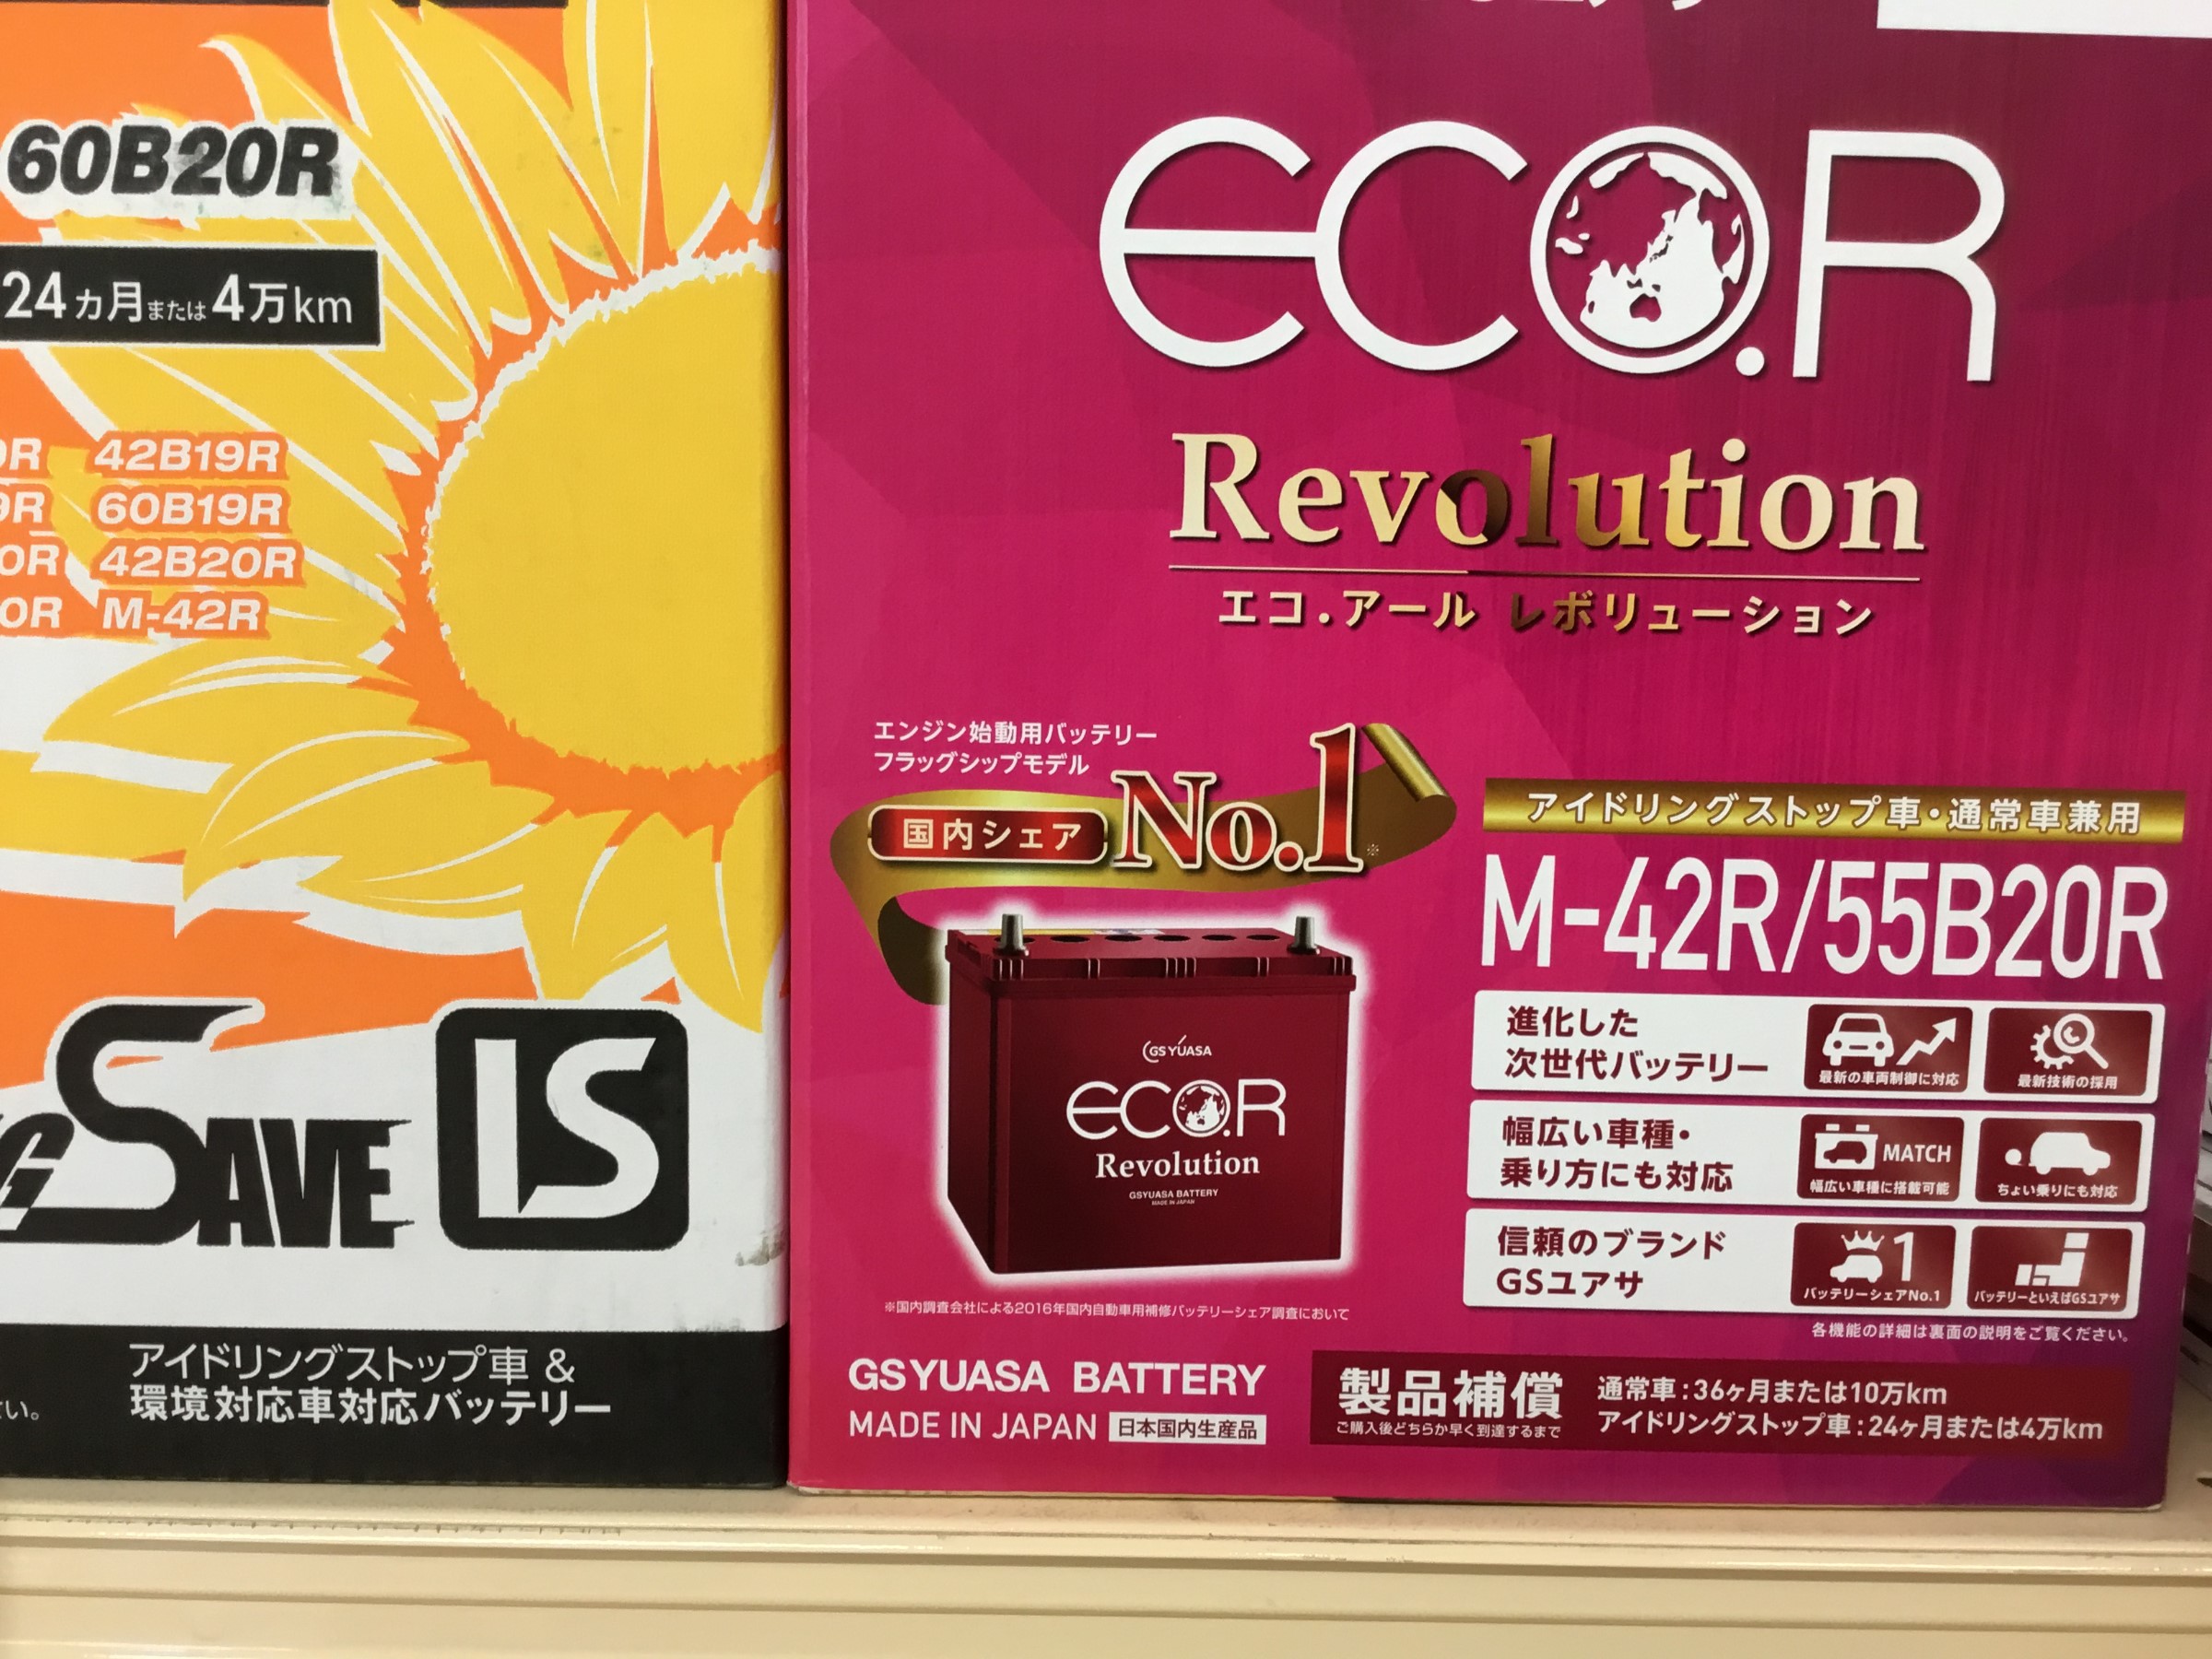 60B20R
24ヵ月または4万km
42B19R
60B19R
42B20R
M-42R
SAVE IS
アイドリングストップ車 &
環境対応車対応バッテリー
さい。
eco.R
Revolution
エコ.アール レボリューション
エンジン始動用バッテリー
フラッグシップモデル
国内シェア No.1※
GS YUASA
eco.R
Revolution
GSYUASA BATTERY
MADE IN JAPAN
※国内調査会社による2016年国内自動車用補修バッテリーシェア調査において
アイドリングストップ車・通常車兼用
M-42R/55B20R
進化した
次世代バッテリー
最新の車両制御に対応
最新技術の採用
幅広い車種・
乗り方にも対応
MATCH
幅広い車種に搭載可能
ちょい乗りにも対応
信頼のブランド
GSユアサ
1
バッテリーシェアNo.1
バッテリーといえばGSユアサ
各機能の詳細は裏面の説明をご覧ください。
GSYUASA BATTERY
MADE IN JAPAN 日本国内生産品
製品補償
ご購入後どちらか早く到達するまで
通常車:36ヶ月または10万km
アイドリングストップ車:24ヶ月または4万km